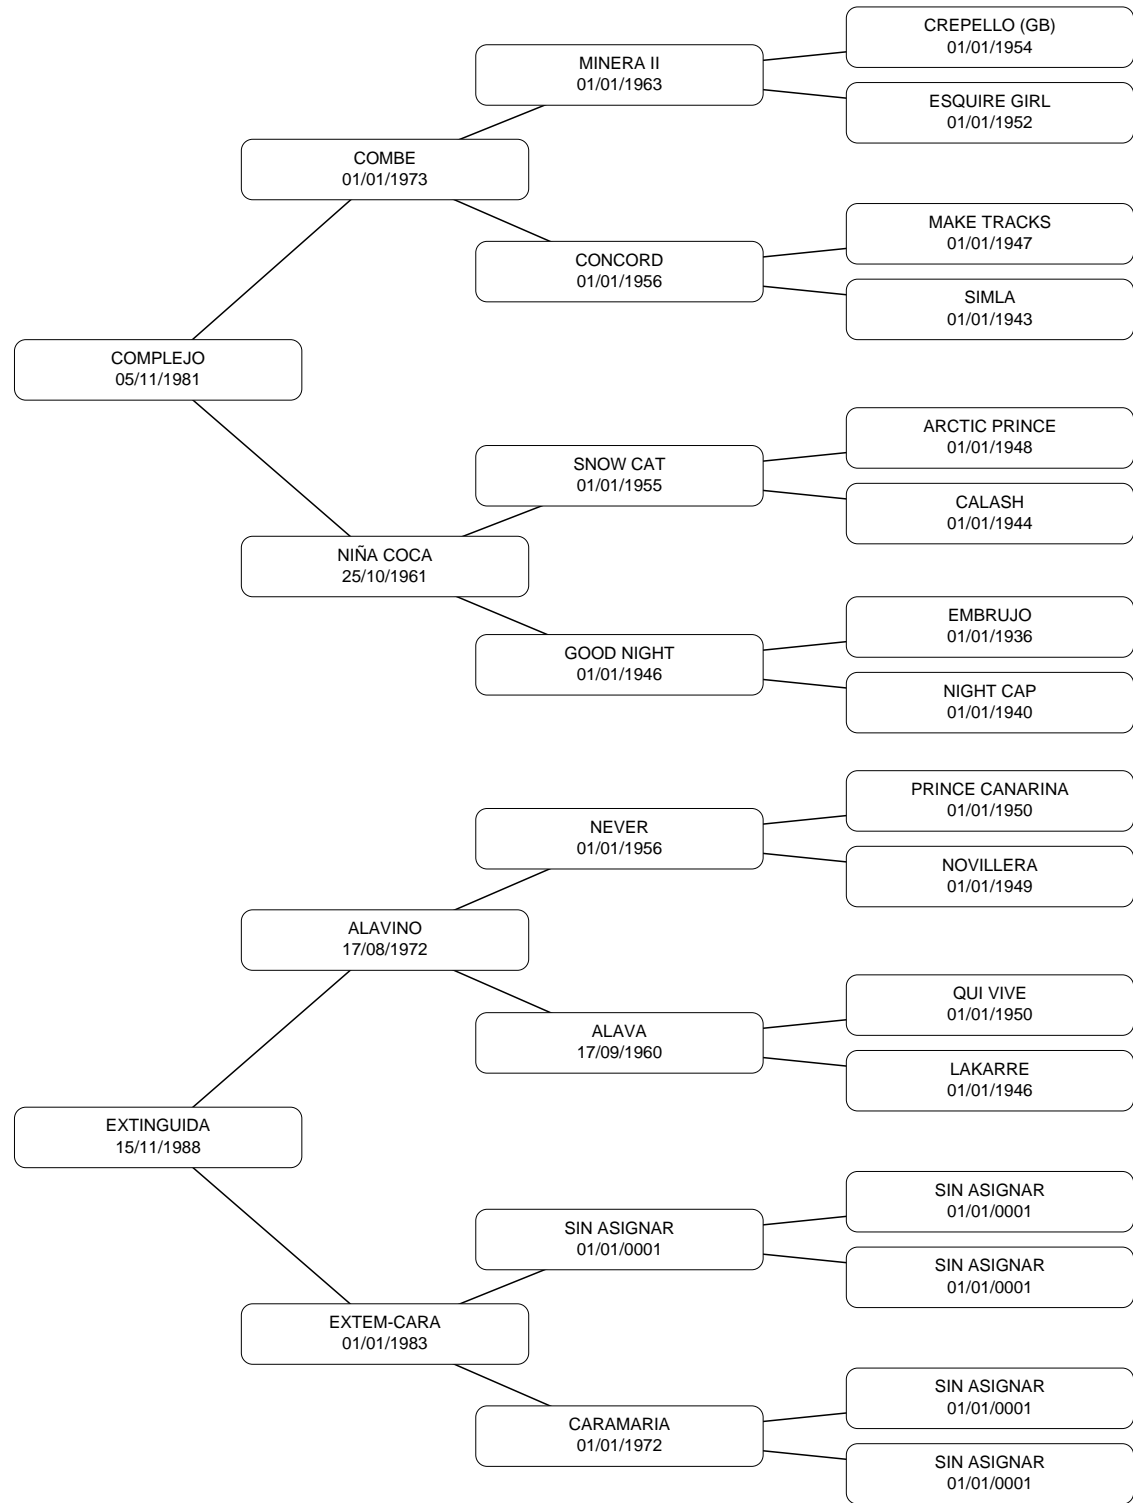 CREPELLO (GB)
01/01/1954
MINERA II
01/01/1963
ESQUIRE GIRL
01/01/1952
COMBE
01/01/1973
MAKE TRACKS
01/01/1947
CONCORD
01/01/1956
SIMLA
01/01/1943
COMPLEJO
05/11/1981
ARCTIC PRINCE
01/01/1948
SNOW CAT
01/01/1955
CALASH
01/01/1944
NIÑA COCA
25/10/1961
EMBRUJO
01/01/1936
GOOD NIGHT
01/01/1946
NIGHT CAP
01/01/1940
PRINCE CANARINA
01/01/1950
NEVER
01/01/1956
NOVILLERA
01/01/1949
ALAVINO
17/08/1972
QUI VIVE
01/01/1950
ALAVA
17/09/1960
LAKARRE
01/01/1946
EXTINGUIDA
15/11/1988
SIN ASIGNAR
01/01/0001
SIN ASIGNAR
01/01/0001
SIN ASIGNAR
01/01/0001
EXTEM-CARA
01/01/1983
SIN ASIGNAR
01/01/0001
CARAMARIA
01/01/1972
SIN ASIGNAR
01/01/0001